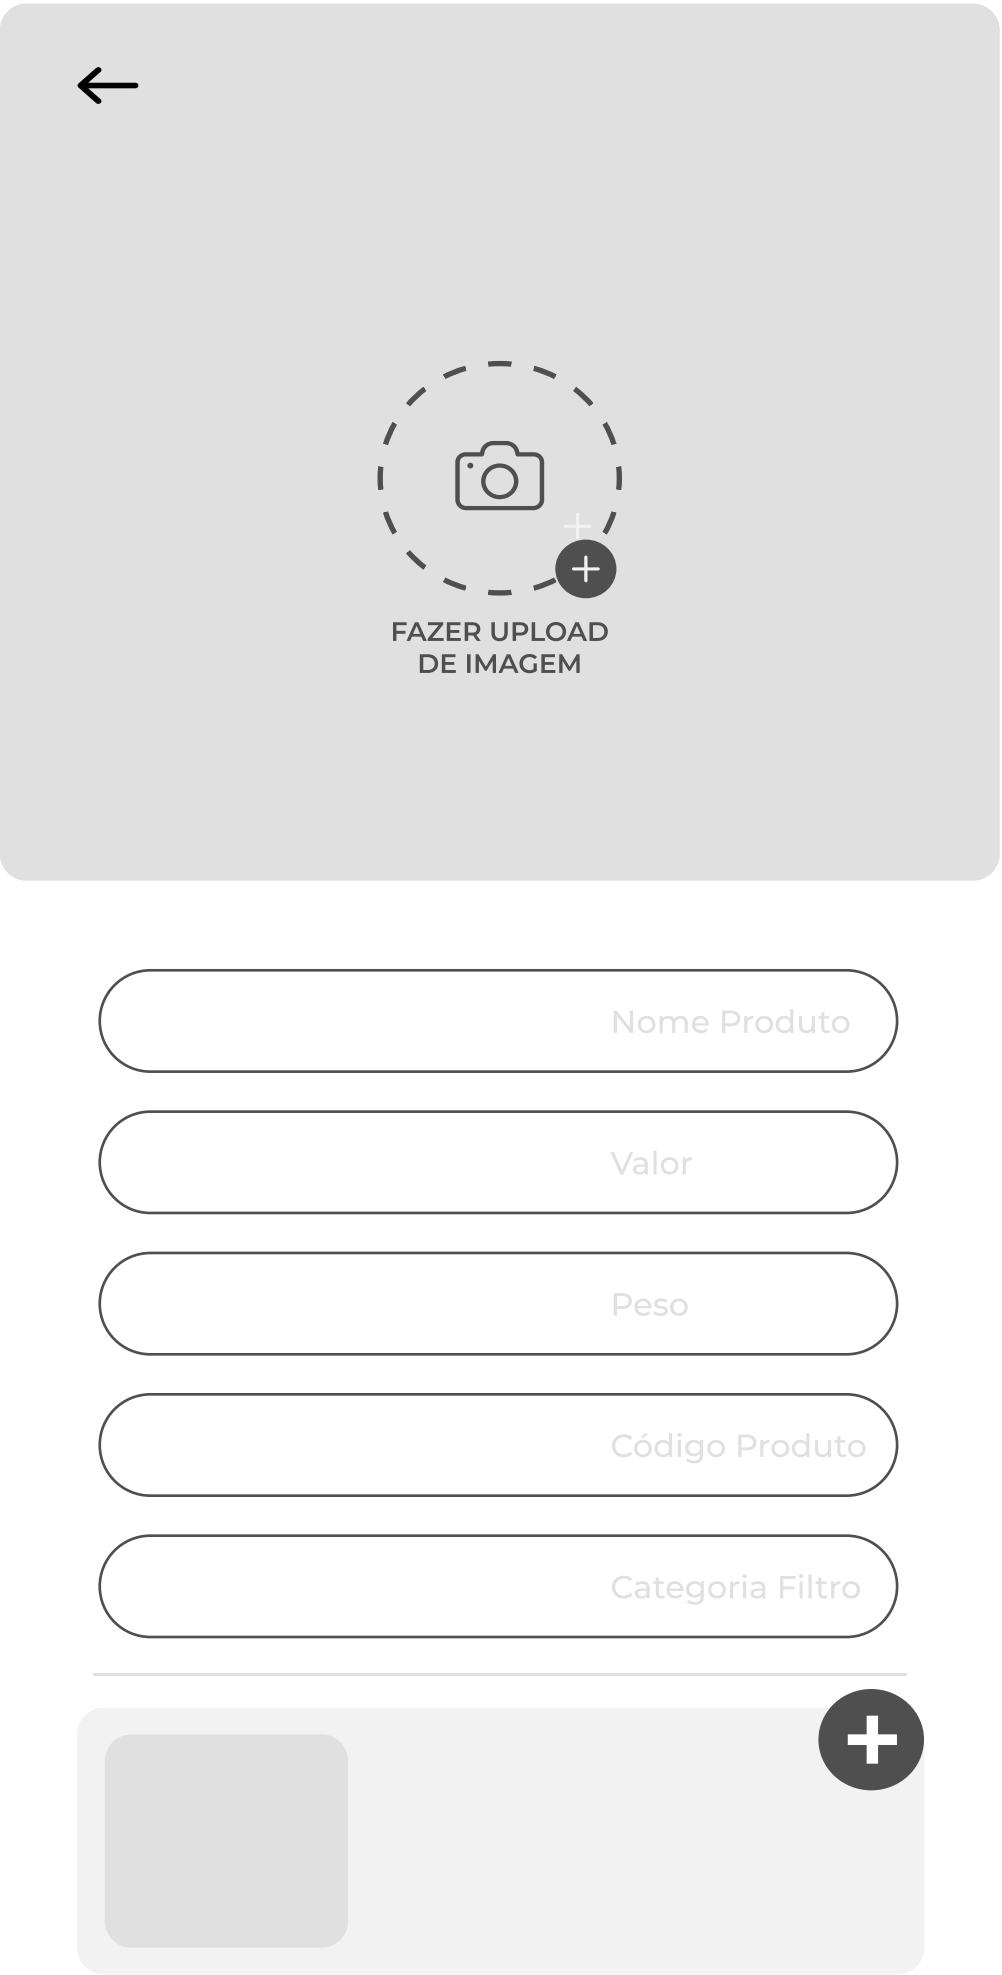 FAZER UPLOAD
DE IMAGEM
Nome Produto
Valor
Peso
Código Produto
Categoria Filtro